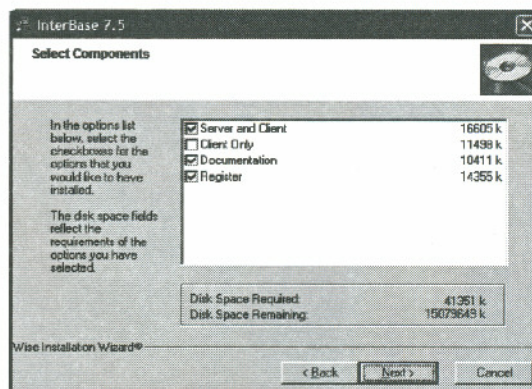 InterBase 7.5
Select Components
In the options list
below, select the
checkboxes for the
options that you
would like to have
installed.
The disk space fields
reflect the
requirements of the
options you have
selected.
Server and Client 16605 k
Client Only 11498 k
Documentation 10411 k
Register 14355 k
Disk Space Required: 41351 k
Disk Space Remaining: 15079649 k
Wise Installation Wizard®
< Back Next > Cancel